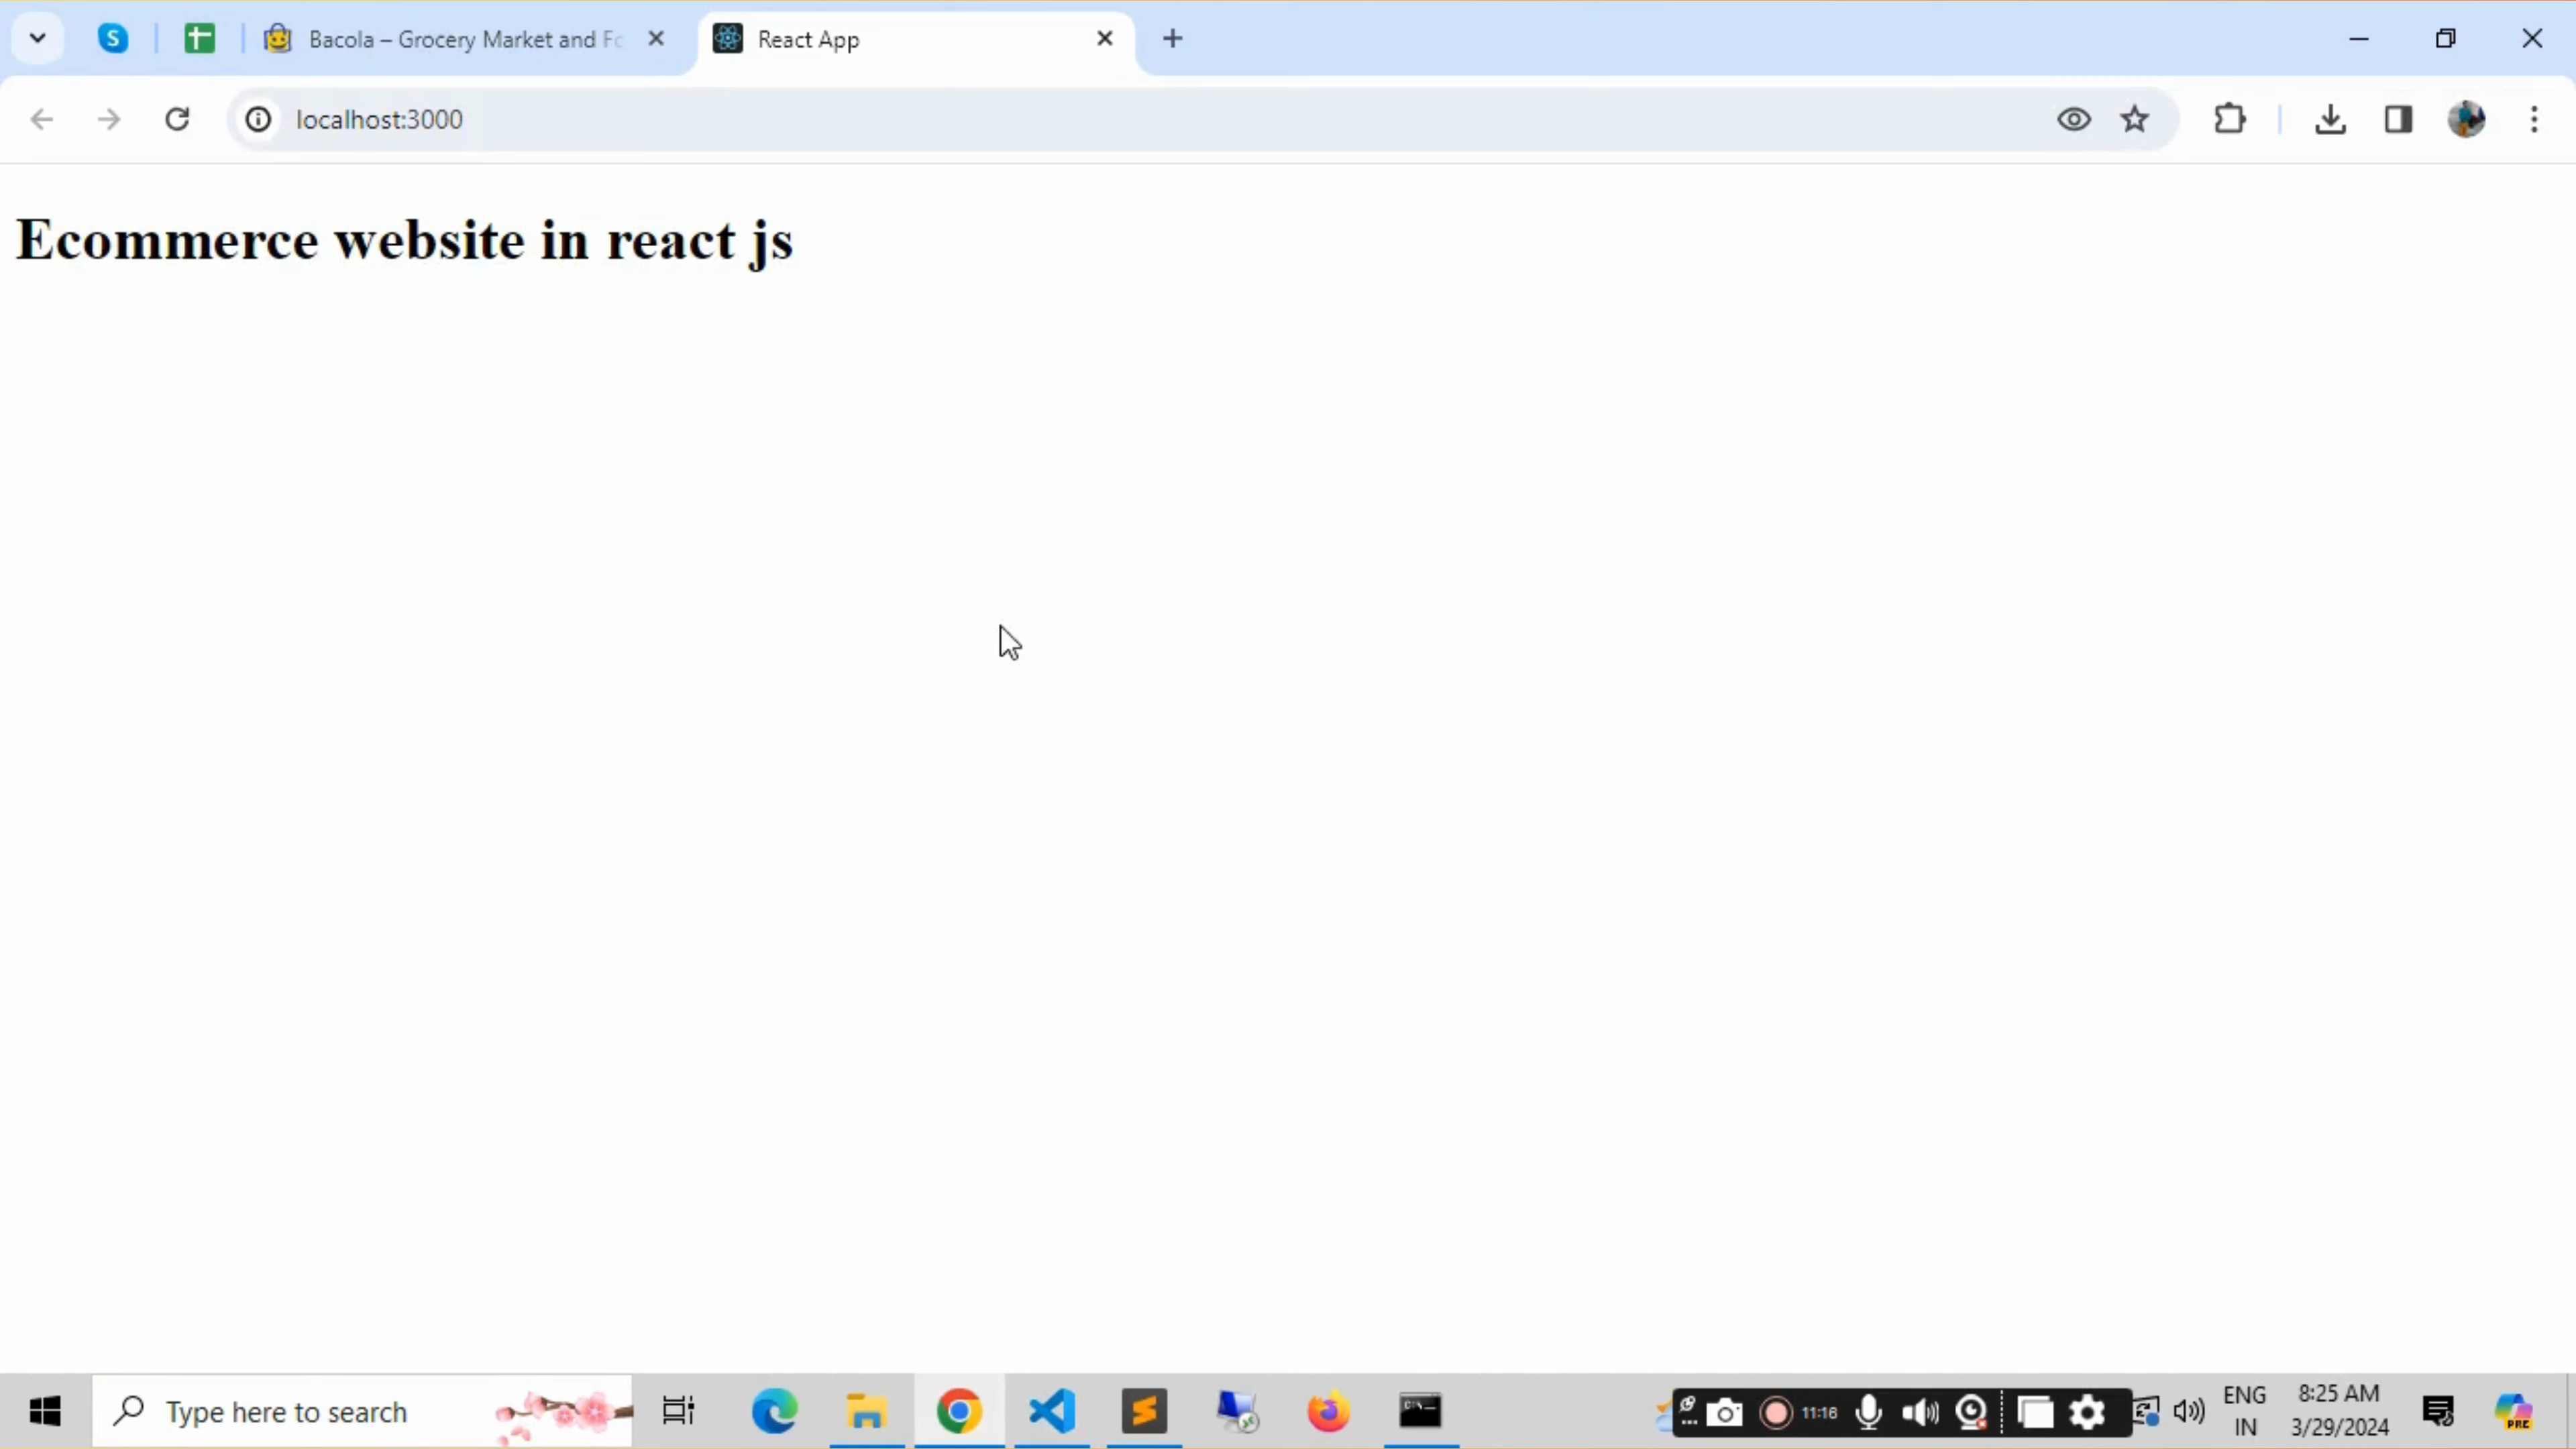 S
Bacola – Grocery Market and Fo
React App
localhost:3000
Ecommerce website in react js
Type here to search
11:16
ENG
IN
8:25 AM
3/29/2024
PRE